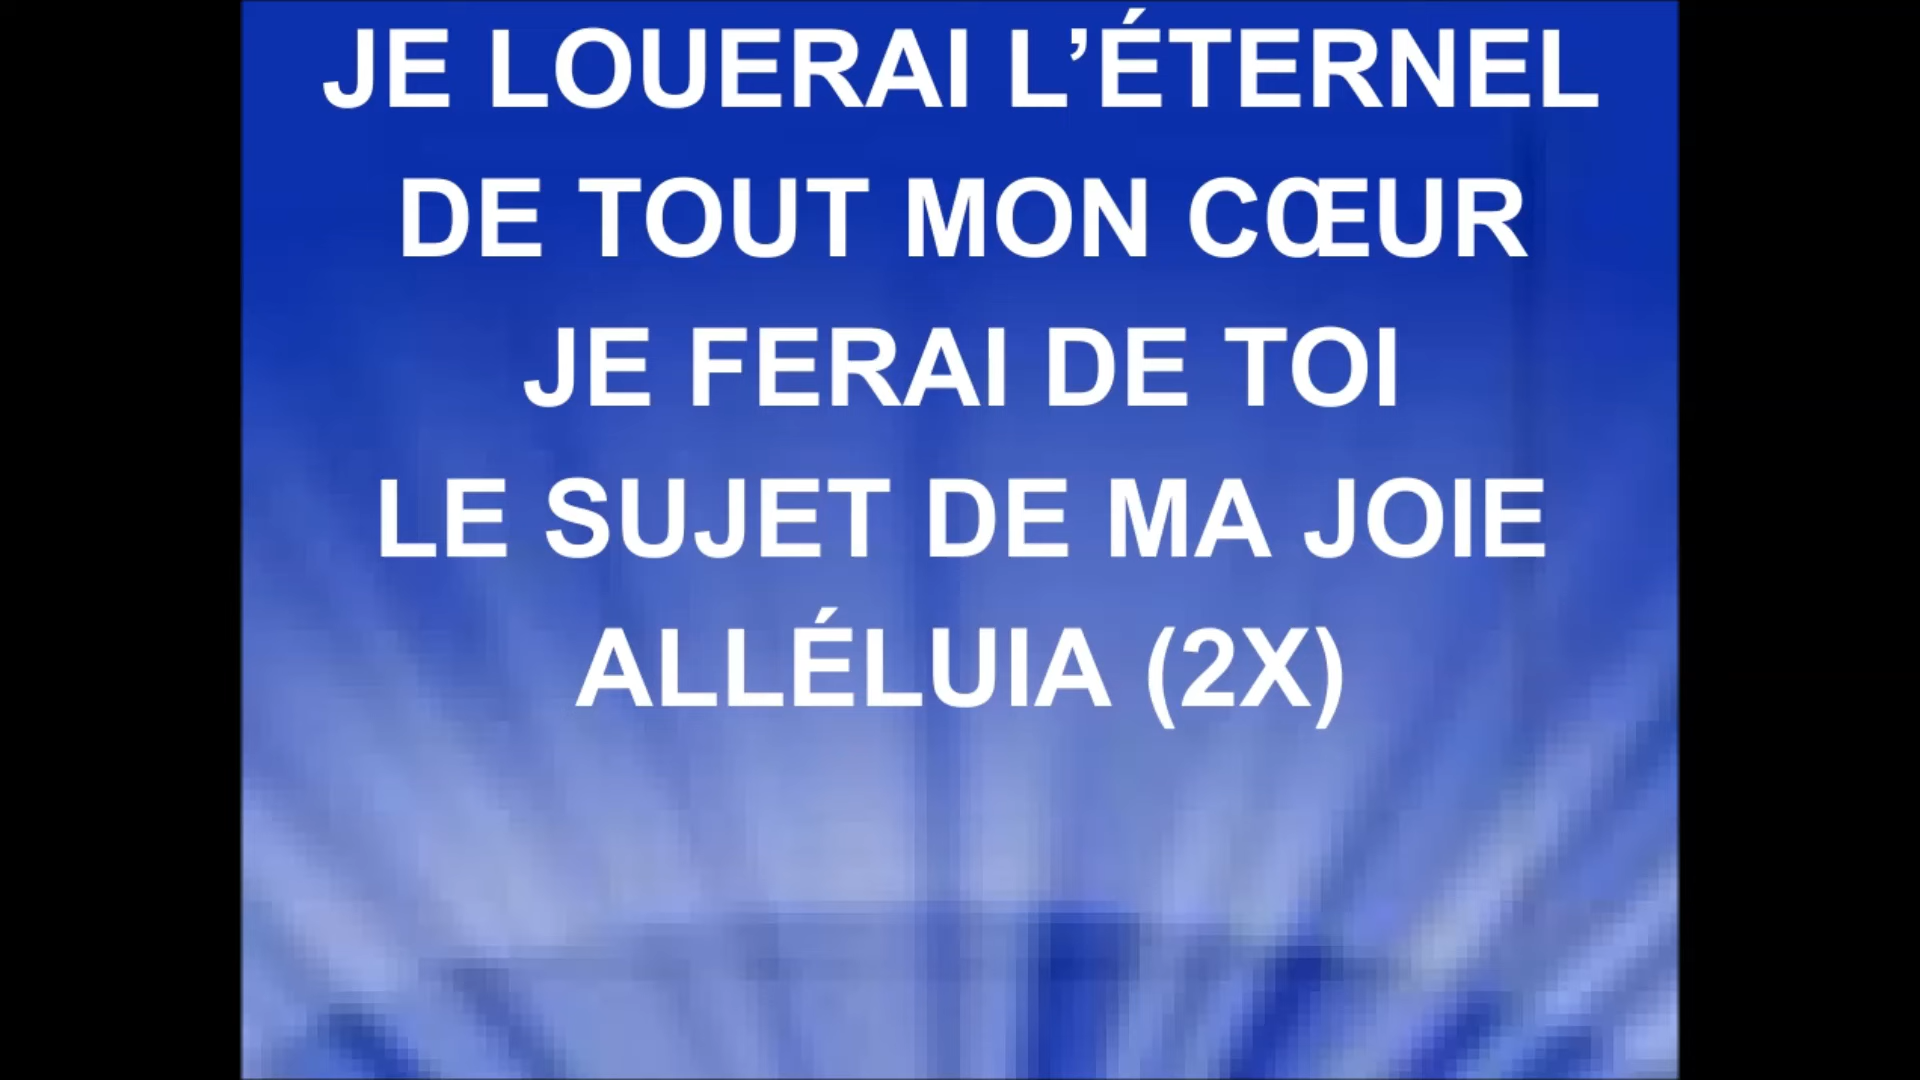 JE LOUERAI L’ÉTERNEL
DE TOUT MON CŒUR
JE FERAI DE TOI
LE SUJET DE MA JOIE
ALLÉLUIA (2X)